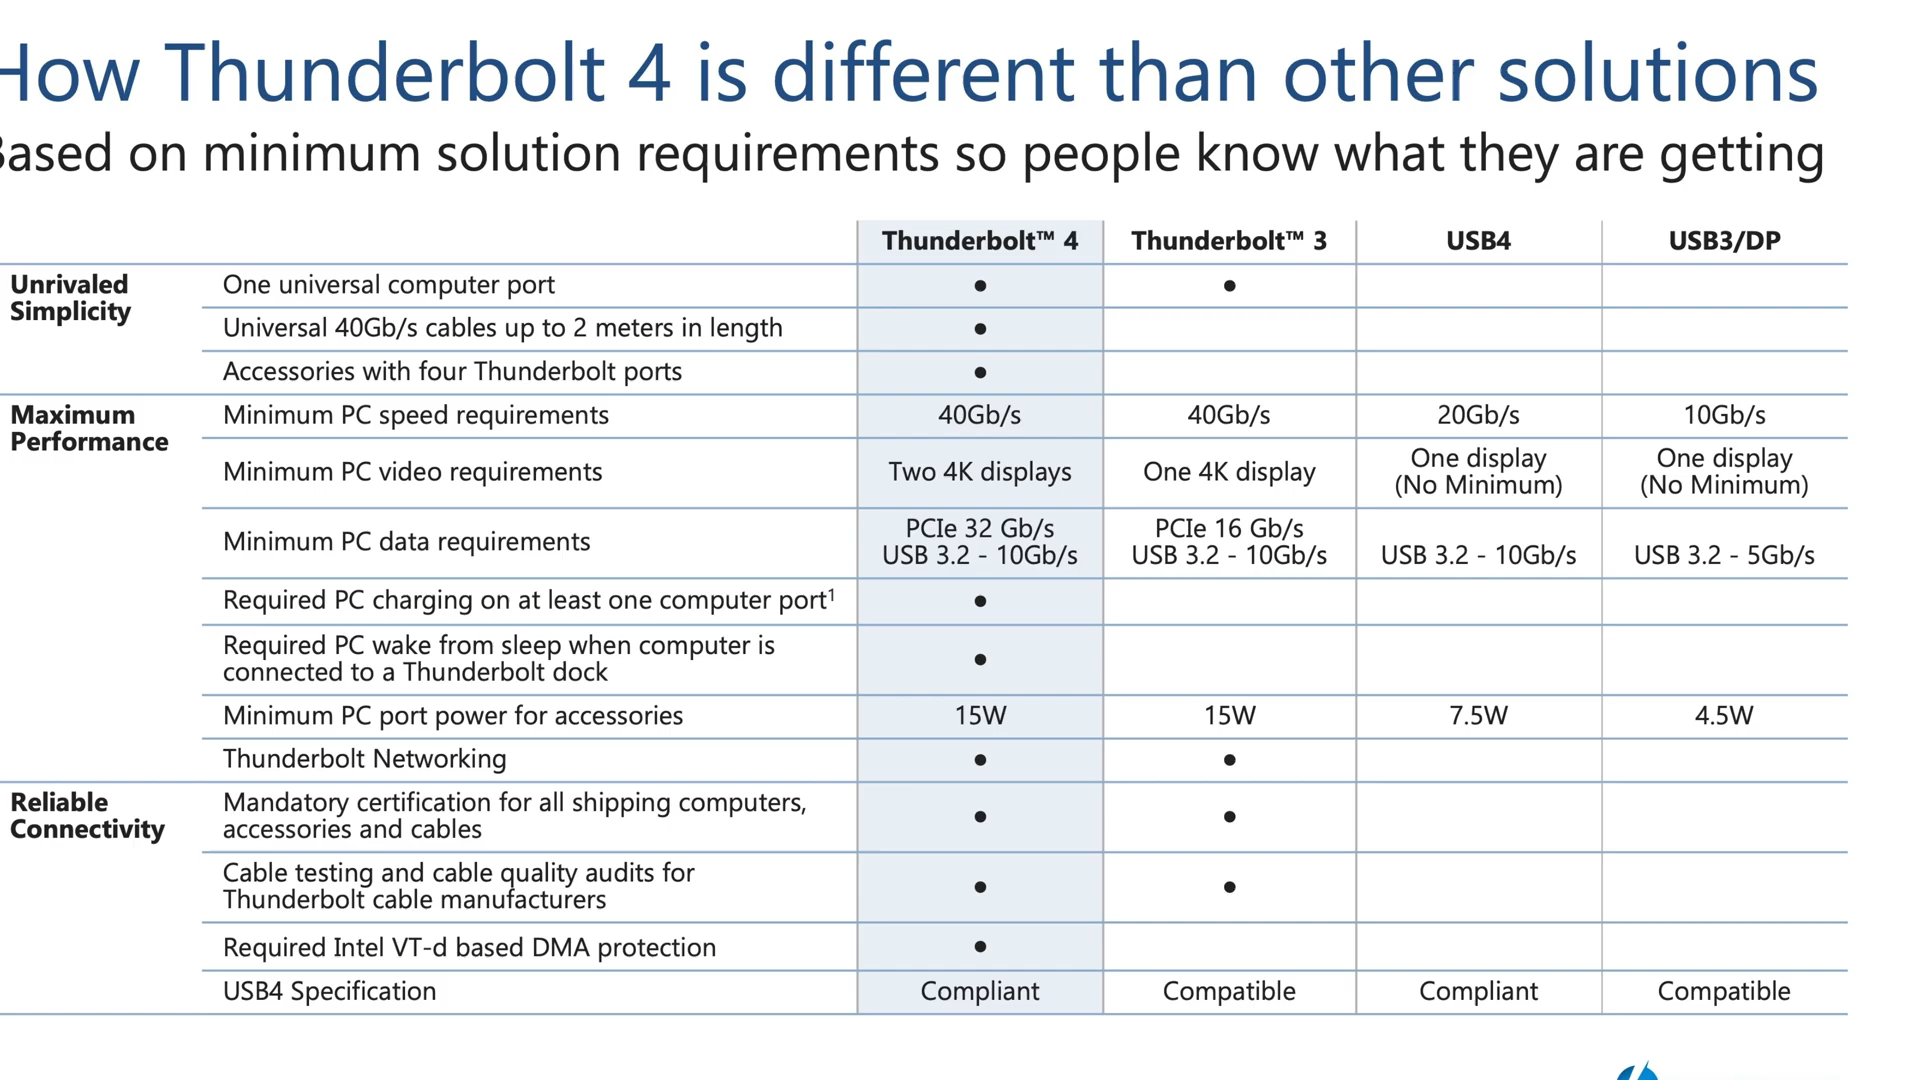 How Thunderbolt 4 is different than other solutions
Based on minimum solution requirements so people know what they are getting
Thunderbolt™ 4 Thunderbolt™ 3 USB4 USB3/DP
Unrivaled
Simplicity
One universal computer port ● ●
Universal 40Gb/s cables up to 2 meters in length ●
Accessories with four Thunderbolt ports ●
Maximum
Performance
Minimum PC speed requirements 40Gb/s 40Gb/s 20Gb/s 10Gb/s
Minimum PC video requirements Two 4K displays One 4K display One display
(No Minimum) One display
(No Minimum)
Minimum PC data requirements PCIe 32 Gb/s
USB 3.2 - 10Gb/s PCIe 16 Gb/s
USB 3.2 - 10Gb/s USB 3.2 - 10Gb/s USB 3.2 - 5Gb/s
Required PC charging on at least one computer port¹ ●
Required PC wake from sleep when computer is
connected to a Thunderbolt dock ●
Minimum PC port power for accessories 15W 15W 7.5W 4.5W
Thunderbolt Networking ● ●
Reliable
Connectivity
Mandatory certification for all shipping computers,
accessories and cables ● ●
Cable testing and cable quality audits for
Thunderbolt cable manufacturers ● ●
Required Intel VT-d based DMA protection ●
USB4 Specification Compliant Compatible Compliant Compatible